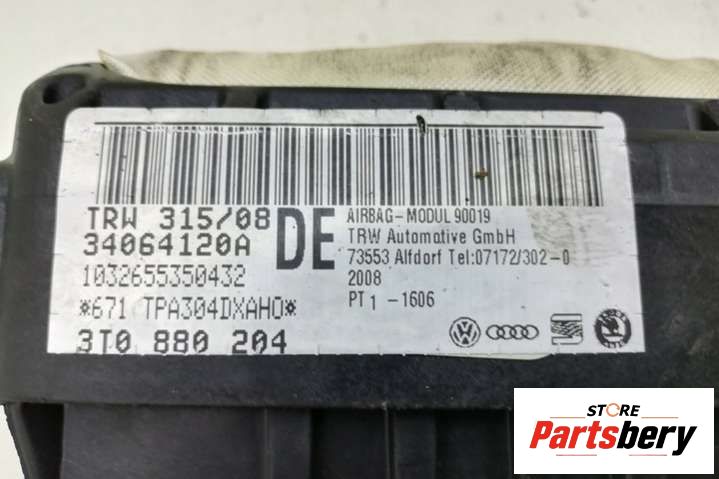 TRW 315/08
34064120A
1032655350432
*671 TPA304DXAHU*
3T0 880 204
DE
AIRBAG-MODUL 90019
TRW Automotive GmbH
73553 Alfdorf Tel:07172/302-0
2008
PT 1 -1606
STORE
Partsbery